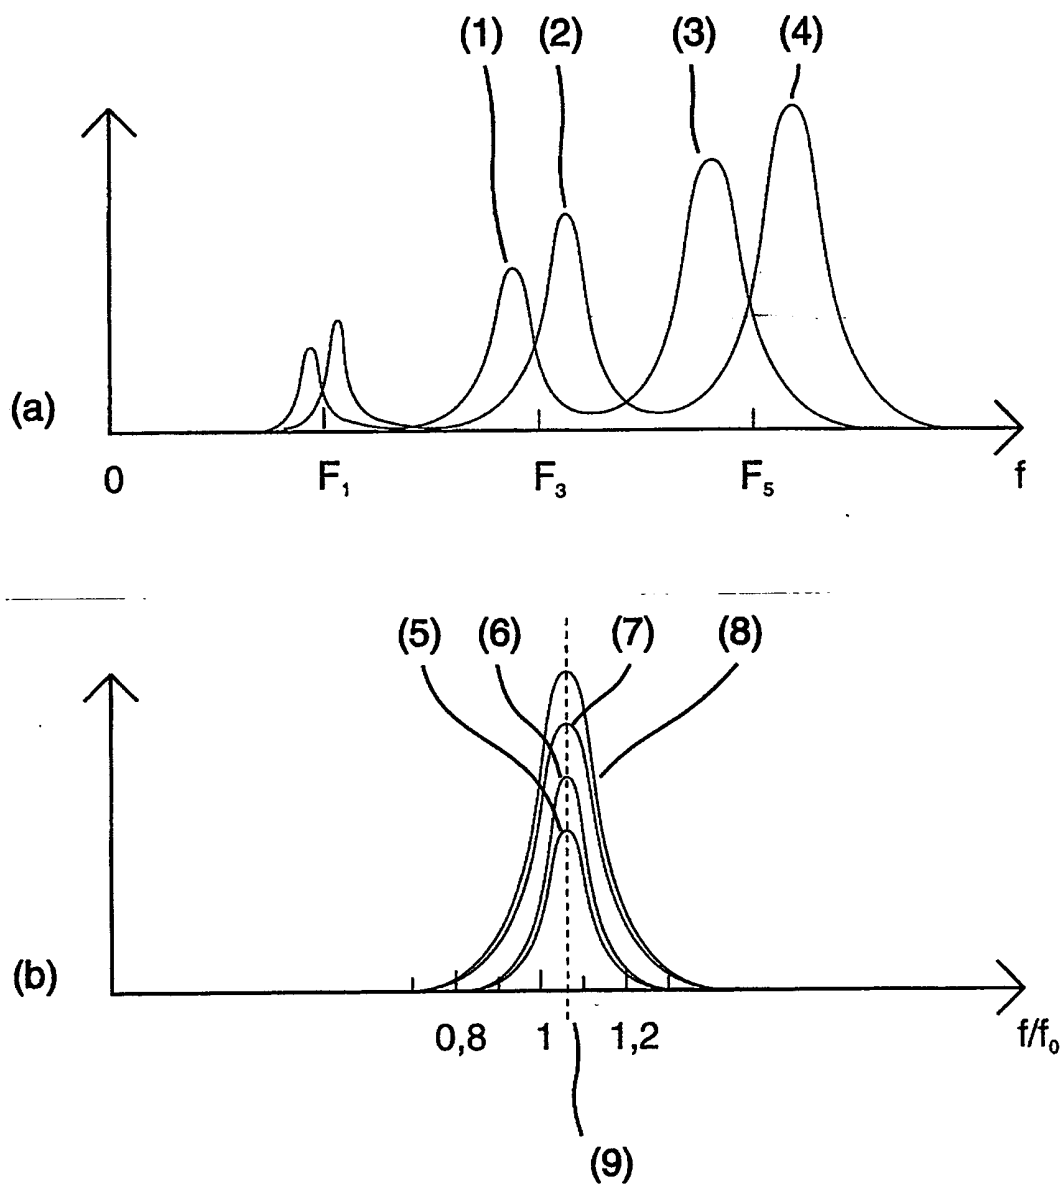 (1) (2) (3) (4)
(a)
0 F₁ F₃ F₅ f
(5) (6) (7) (8)
(b)
0,8 1 1,2 f/f₀
(9)